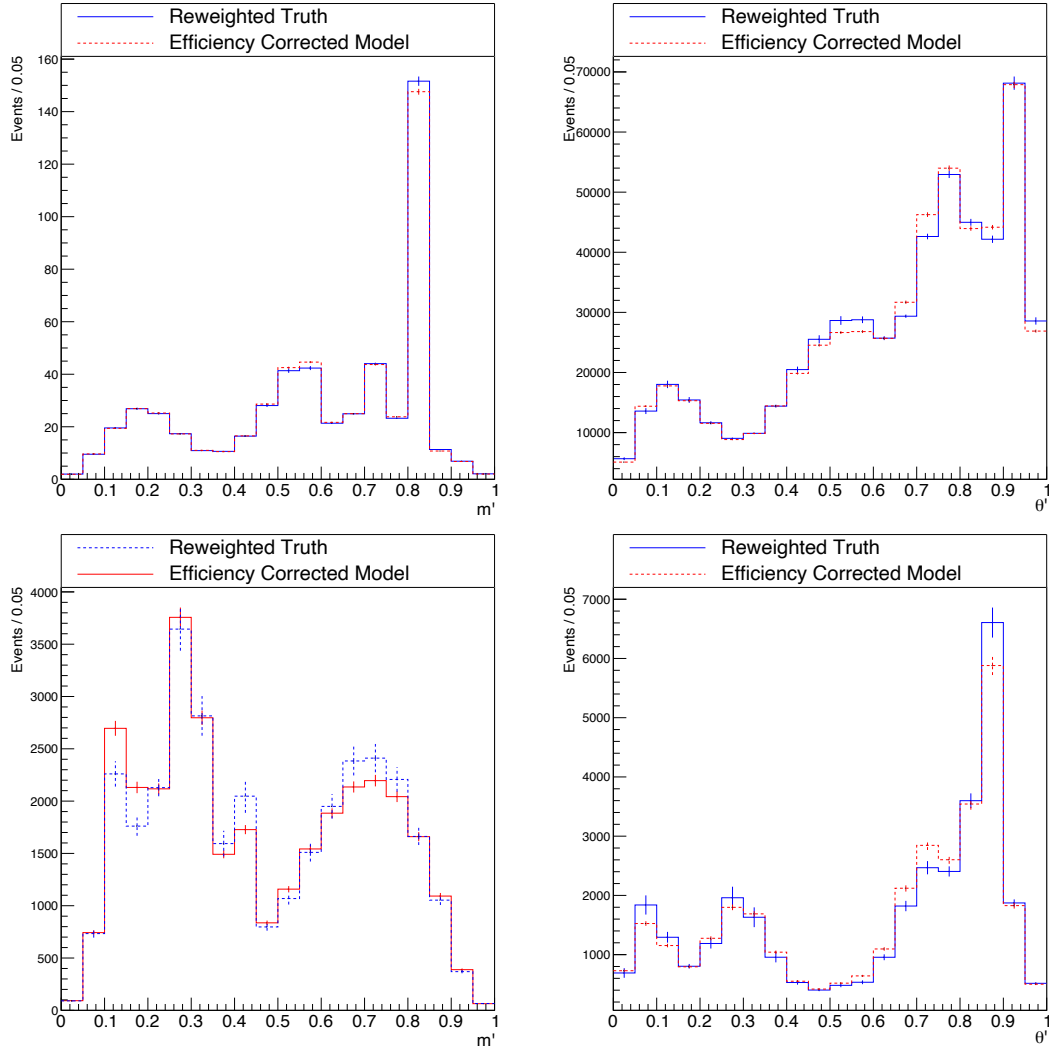 Reweighted Truth
Efficiency Corrected Model
Events / 0.05
160
140
120
100
80
60
40
20
0
0 0.1 0.2 0.3 0.4 0.5 0.6 0.7 0.8 0.9 1
m'
Reweighted Truth
Efficiency Corrected Model
Events / 0.05
70000
60000
50000
40000
30000
20000
10000
0 0.1 0.2 0.3 0.4 0.5 0.6 0.7 0.8 0.9 1
θ'
Reweighted Truth
Efficiency Corrected Model
Events / 0.05
4000
3500
3000
2500
2000
1500
1000
500
0
0 0.1 0.2 0.3 0.4 0.5 0.6 0.7 0.8 0.9 1
m'
Reweighted Truth
Efficiency Corrected Model
Events / 0.05
7000
6000
5000
4000
3000
2000
1000
0 0.1 0.2 0.3 0.4 0.5 0.6 0.7 0.8 0.9 1
θ'